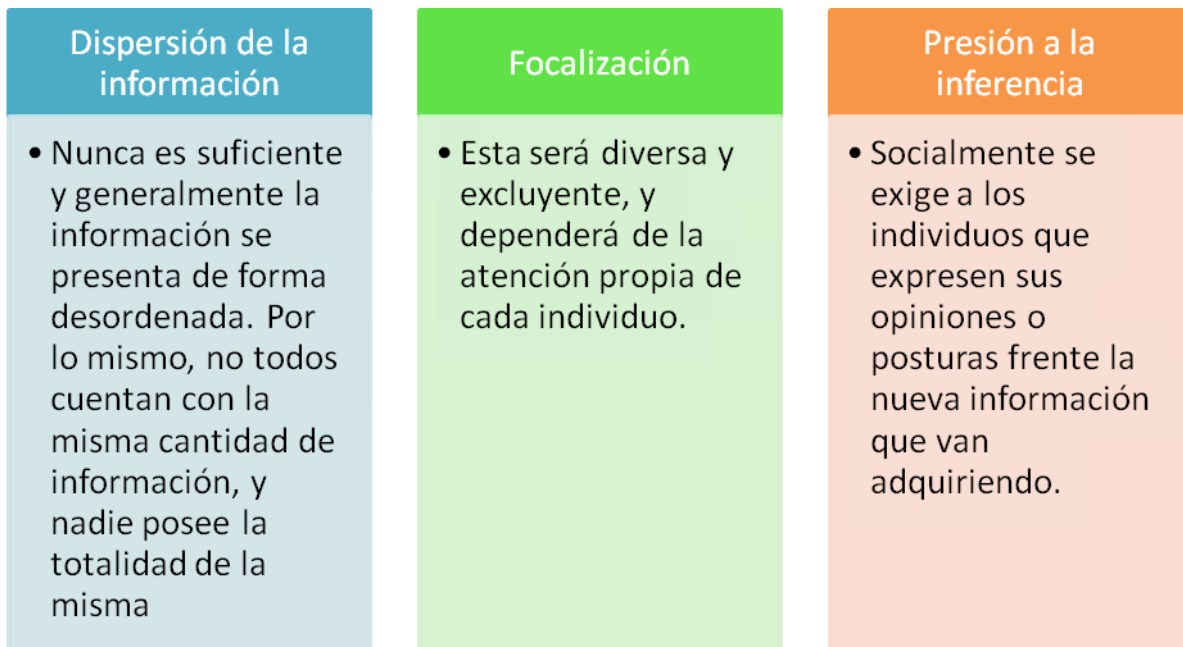 Dispersión de la
información
• Nunca es suficiente
y generalmente la
información se
presenta de forma
desordenada. Por
lo mismo, no todos
cuentan con la
misma cantidad de
información, y
nadie posee la
totalidad de la
misma
Focalización
• Esta será diversa y
excluyente, y
dependerá de la
atención propia de
cada individuo.
Presión a la
inferencia
• Socialmente se
exige a los
individuos que
expresen sus
opiniones o
posturas frente la
nueva información
que van
adquiriendo.